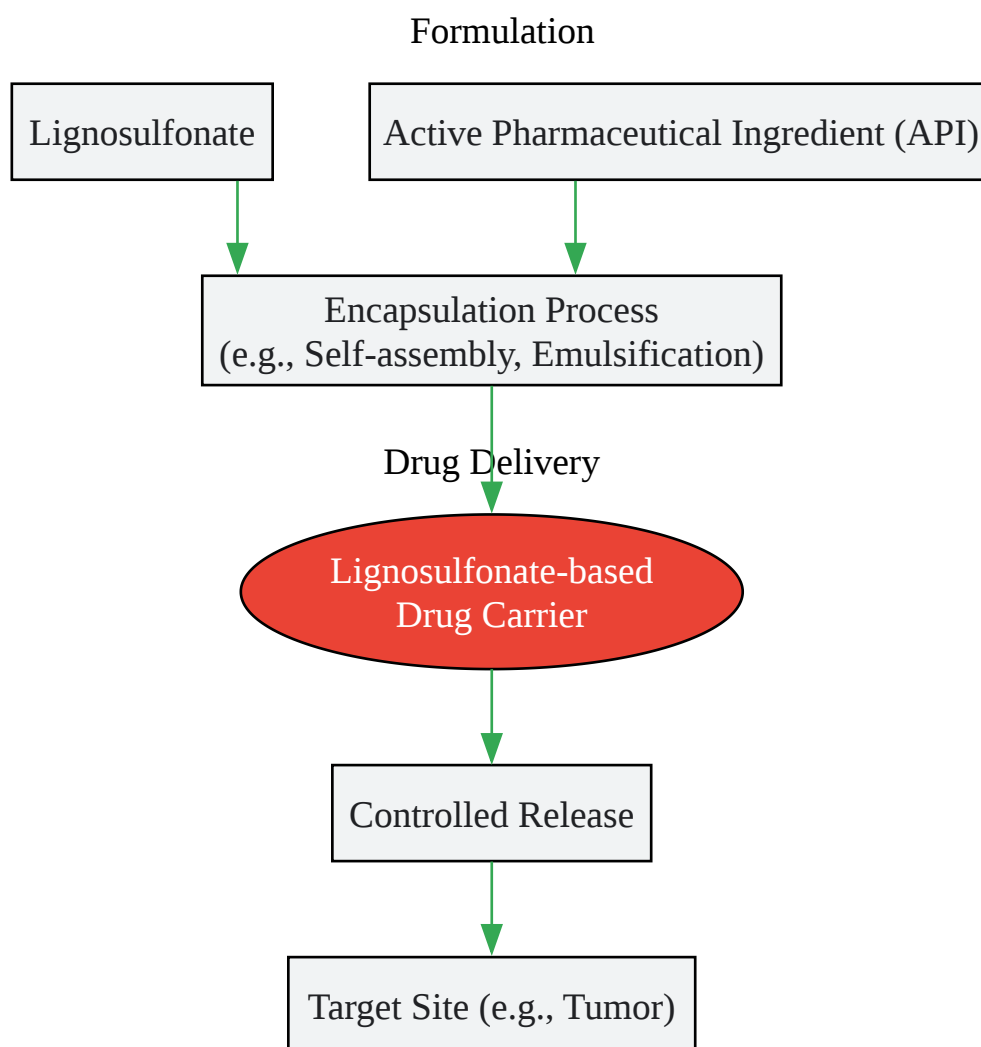 Formulation
Lignosulfonate
Active Pharmaceutical Ingredient (API)
Encapsulation Process
(e.g., Self-assembly, Emulsification)
Drug Delivery
Lignosulfonate-based
Drug Carrier
Controlled Release
Target Site (e.g., Tumor)